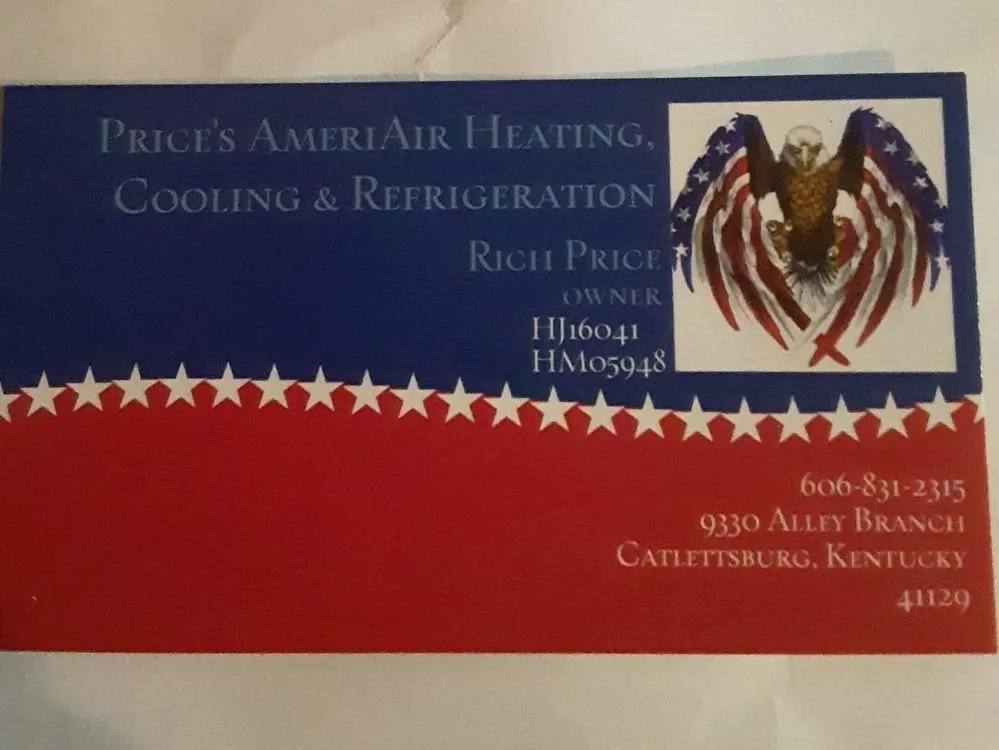 Price's AmeriAir Heating,
Cooling & Refrigeration
Rich Price
owner
HJ16041
HM05948
606-831-2315
9330 Alley Branch
Catlettsburg, Kentucky
41129